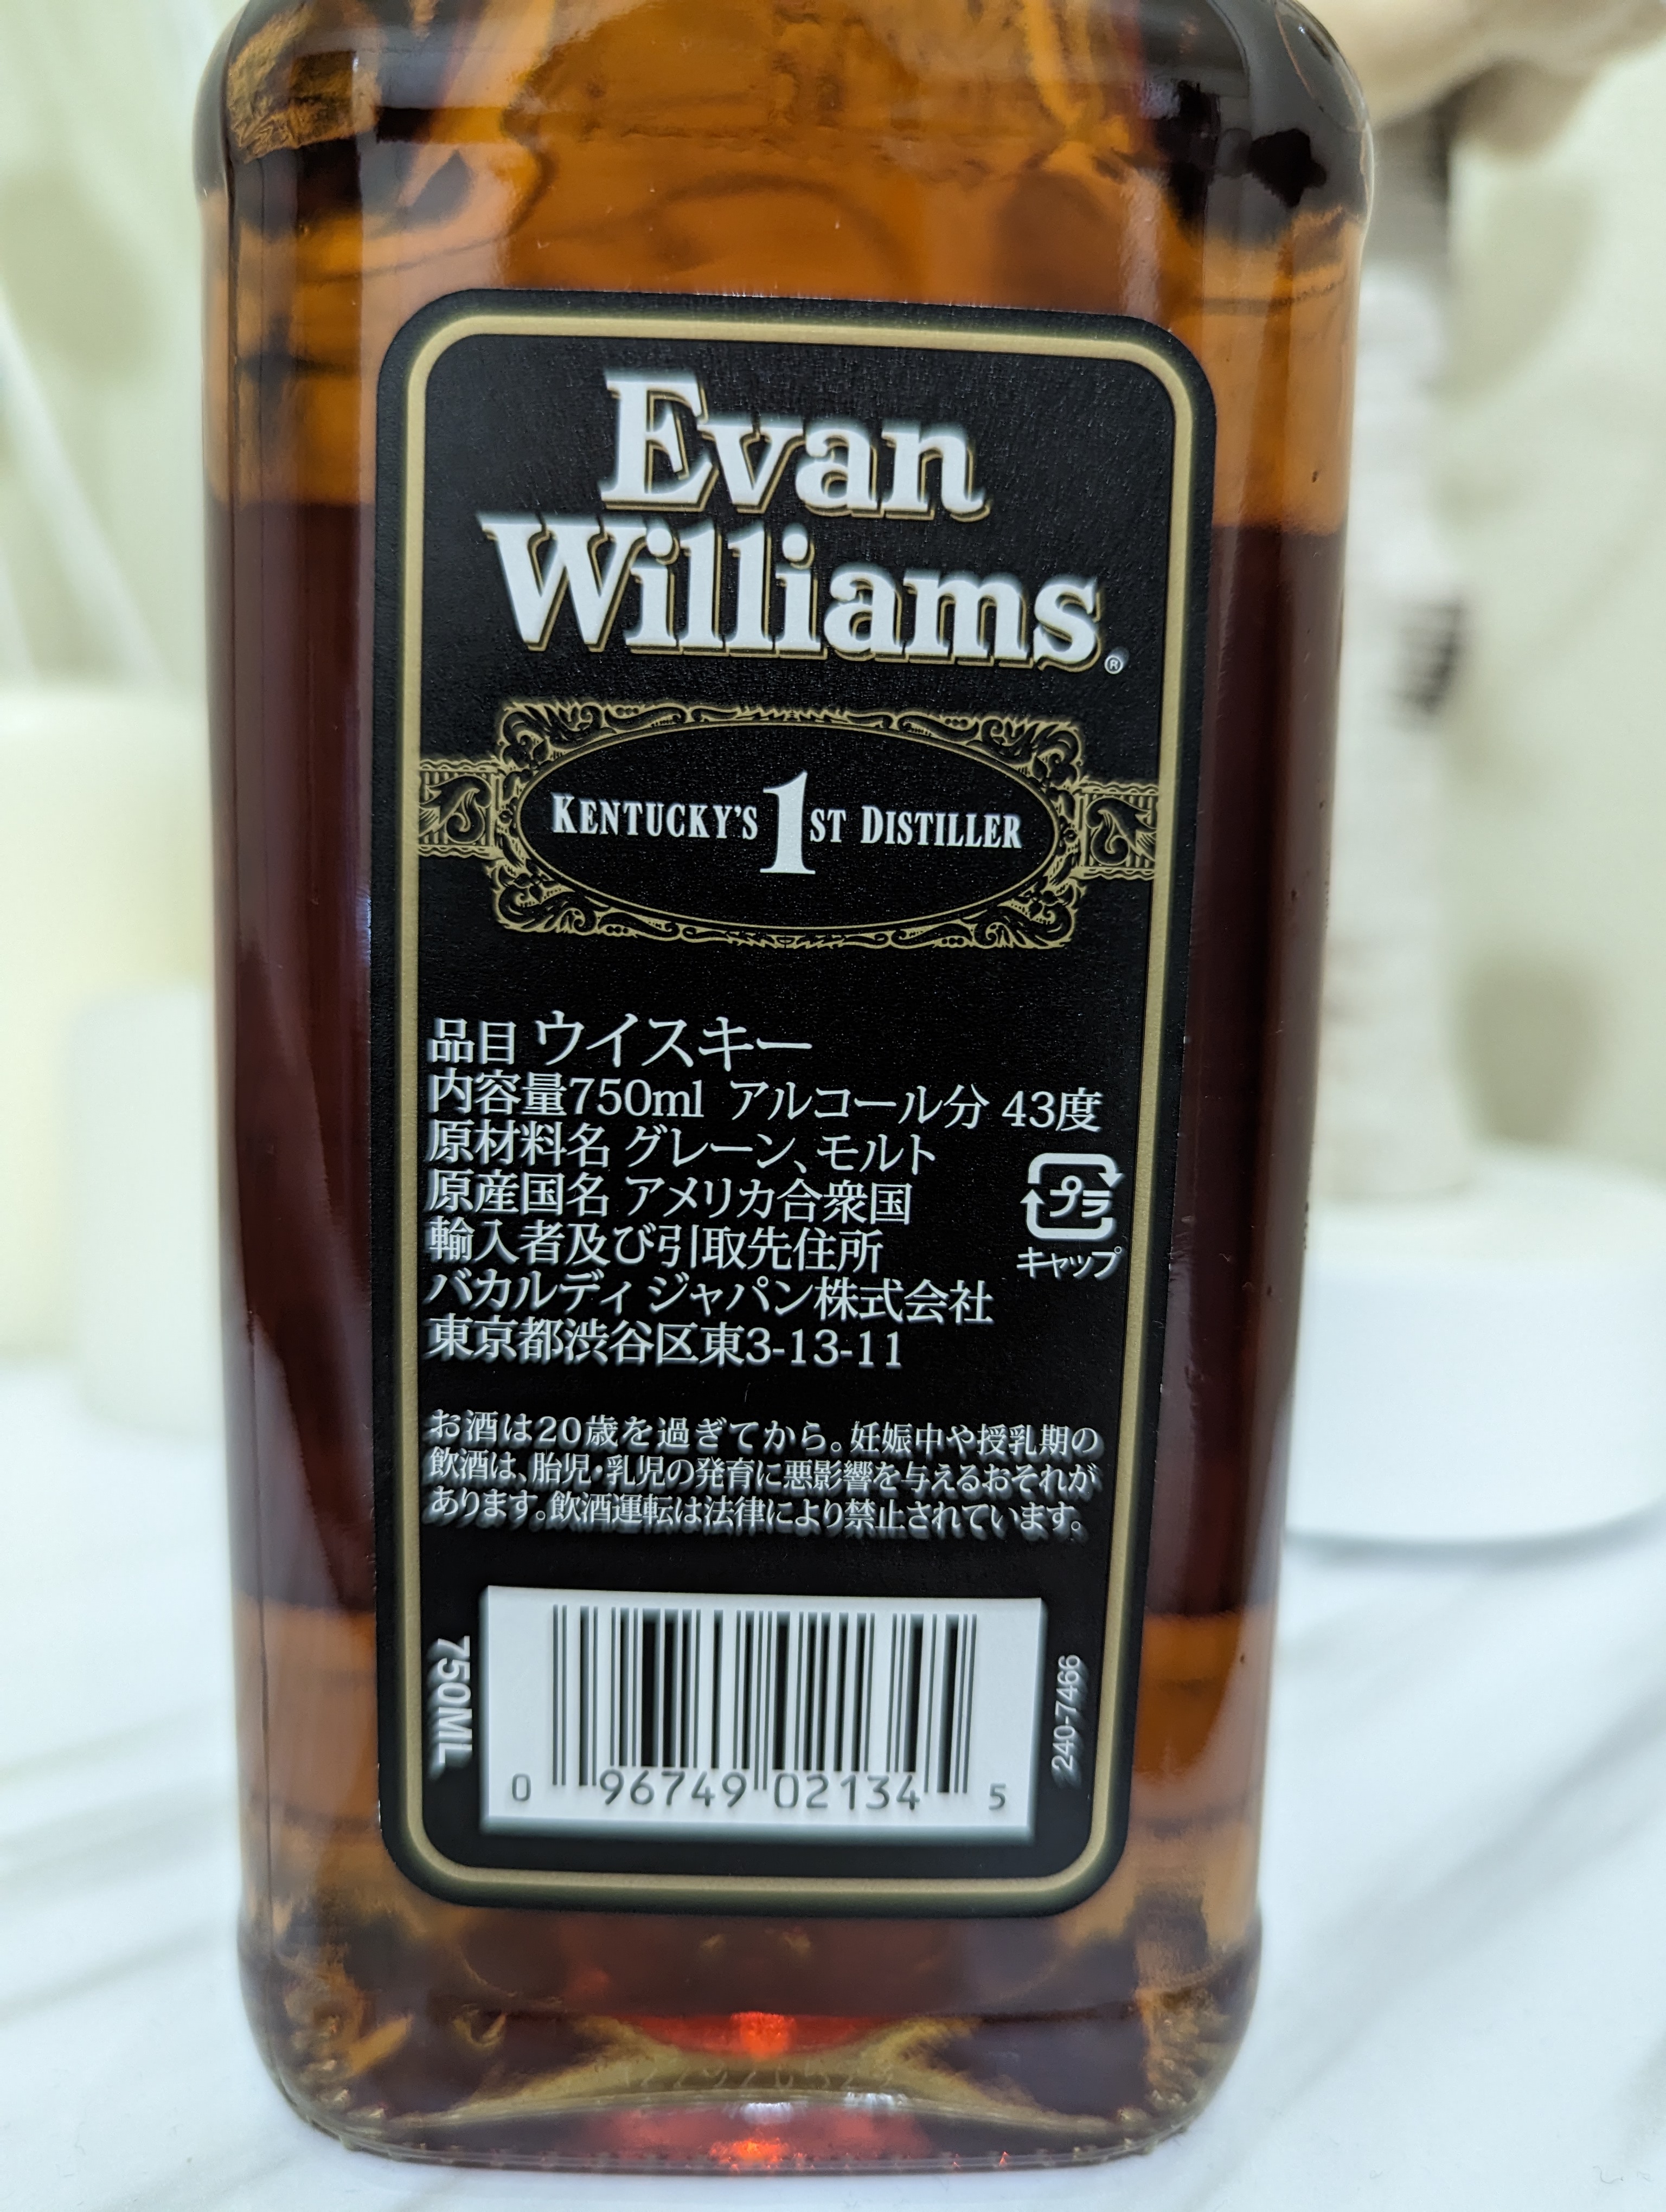 Evan
Williams®
KENTUCKY'S 1ST DISTILLER
品目 ウイスキー
内容量750ml アルコール分 43度
原材料名 グレーン、モルト
原産国名 アメリカ合衆国
輸入者及び引取先住所
バカルディ ジャパン株式会社
東京都渋谷区東3-13-11
プラ
キャップ
お酒は20歳を過ぎてから。妊娠中や授乳期の
飲酒は、胎児・乳児の発育に悪影響を与えるおそれが
あります。飲酒運転は法律により禁止されています。
750ML
0 96749 02134 5
240-7466